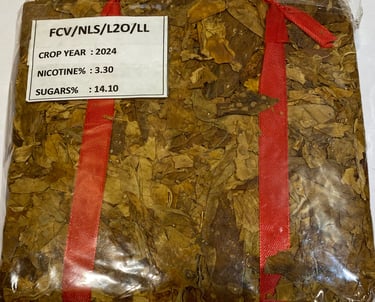 FCV/NLS/L2O/LL
CROP YEAR : 2024
NICOTINE% : 3.30
SUGARS% : 14.10